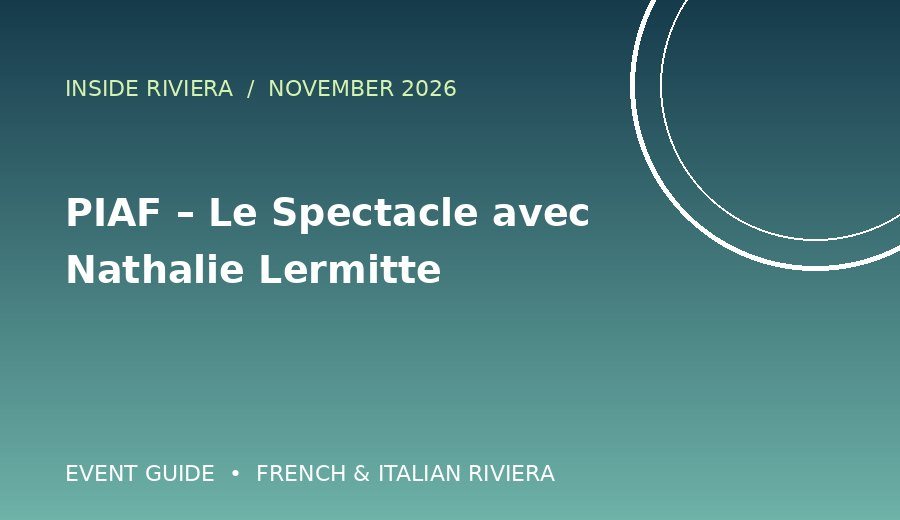 INSIDE RIVIERA / NOVEMBER 2026
PIAF – Le Spectacle avec
Nathalie Lermitte
EVENT GUIDE • FRENCH & ITALIAN RIVIERA